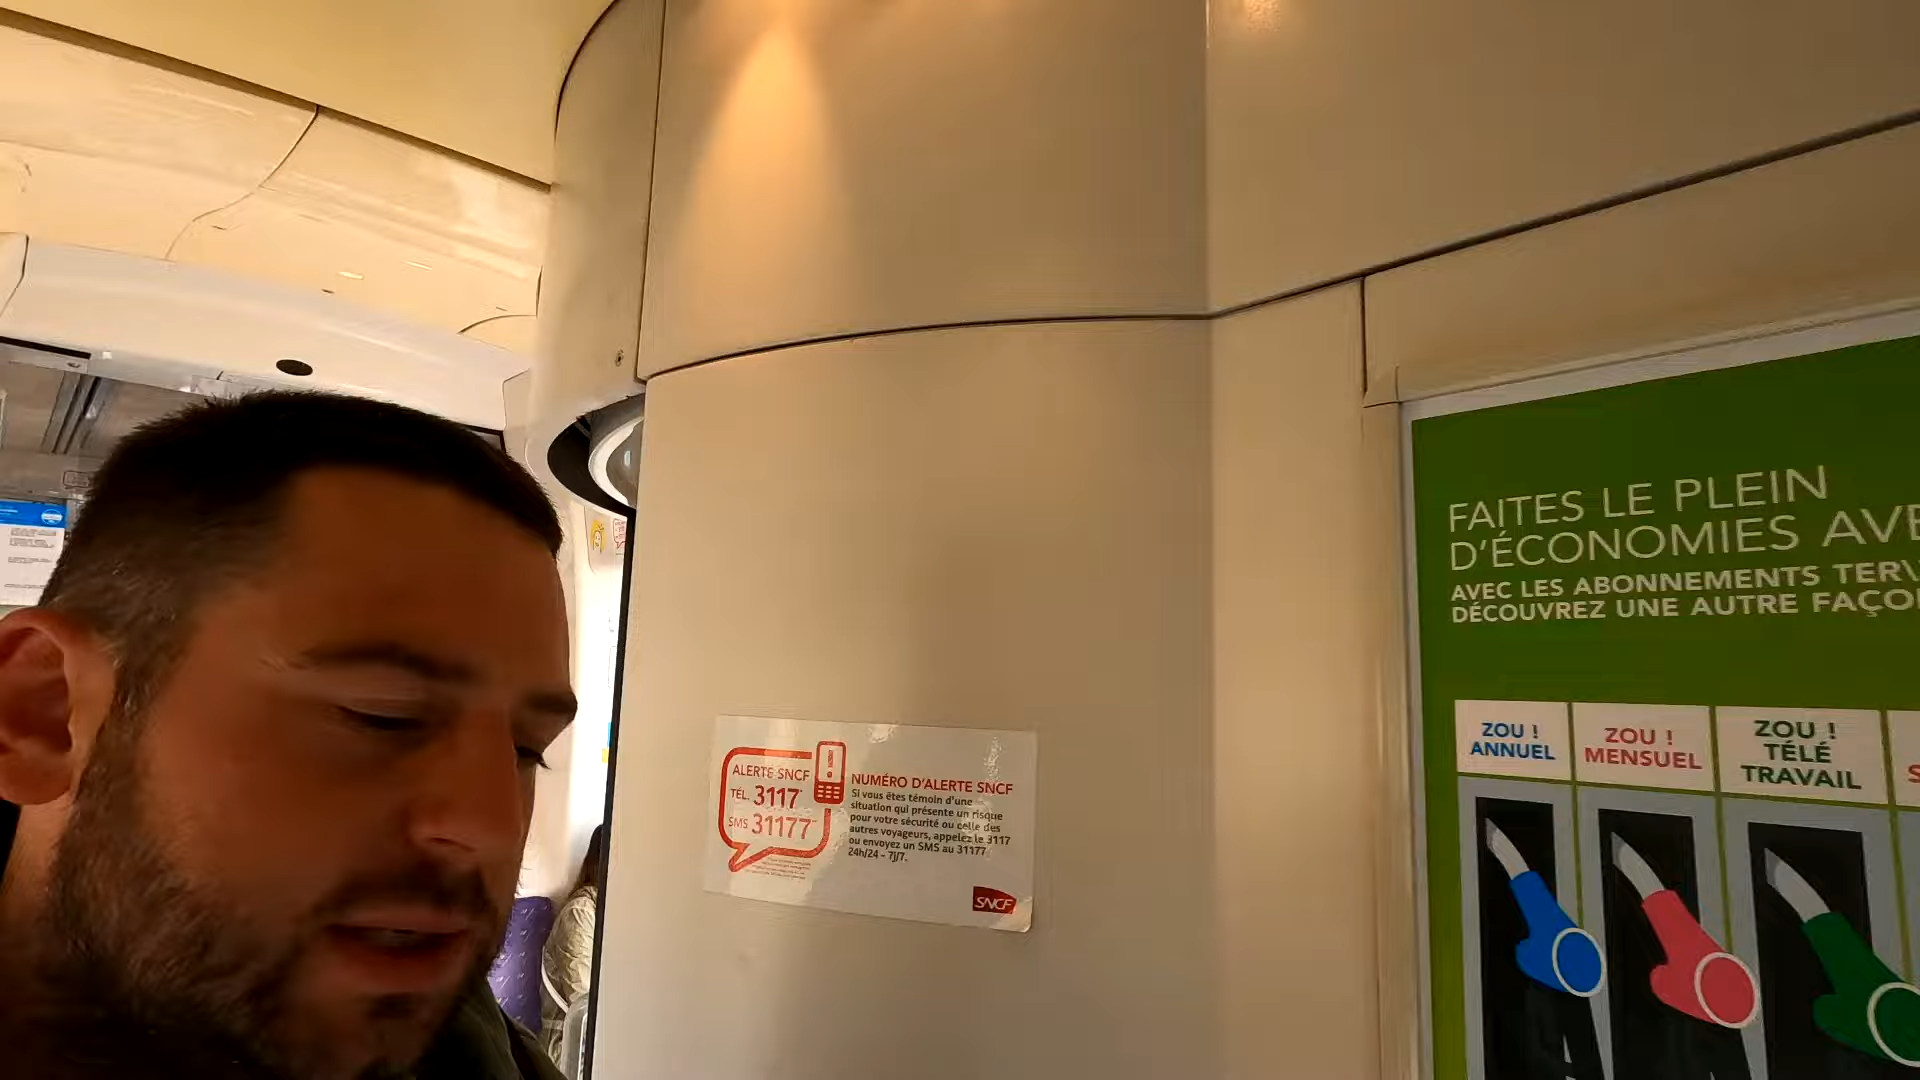 ALERTE SNCF
TÉL. 3117*
SMS 31177**
NUMÉRO D'ALERTE SNCF
Si vous êtes témoin d'une
situation qui présente un risque
pour votre sécurité ou celle des
autres voyageurs, appelez le 3117
ou envoyez un SMS au 31177
24h/24 - 7J/7.
SNCF
FAITES LE PLEIN
D'ÉCONOMIES
AVEC LES ABONNEMENTS TER
DÉCOUVREZ UNE AUTRE
ZOU !
ANNUEL
ZOU !
MENSUEL
ZOU !
TÉLÉ
TRAVAIL